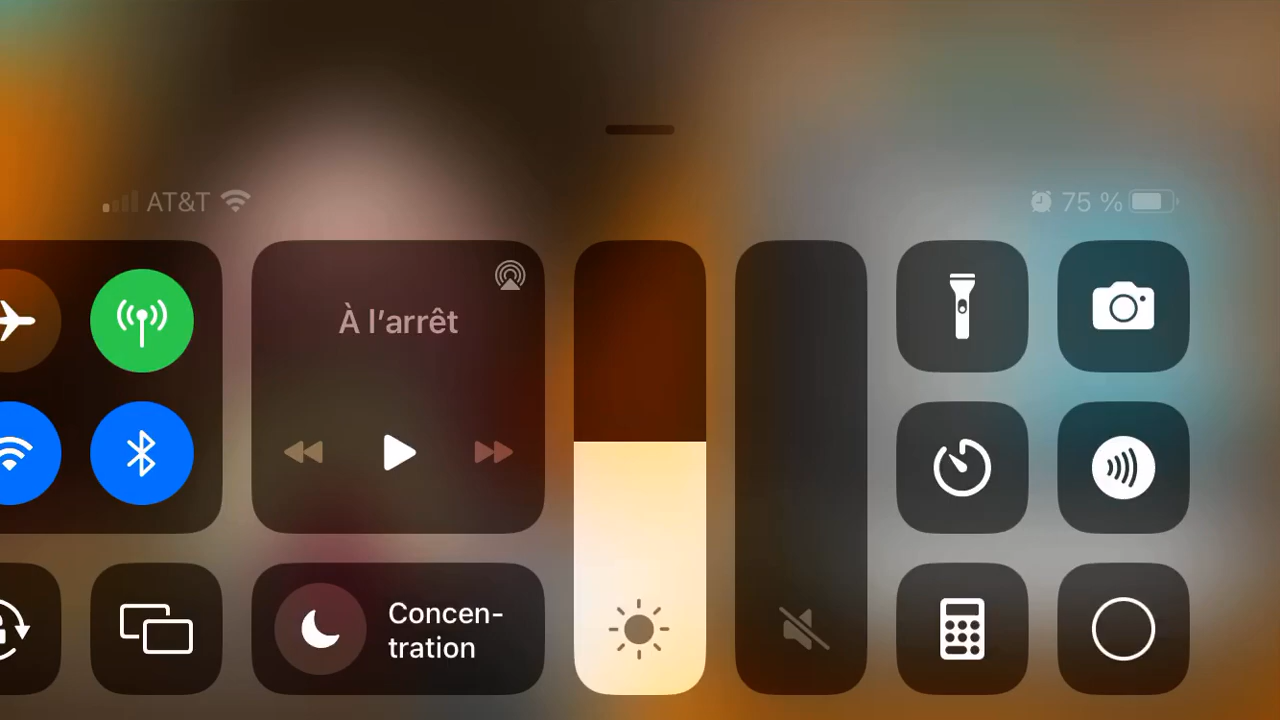 AT&T
75 %
À l’arrêt
Concen-
tration